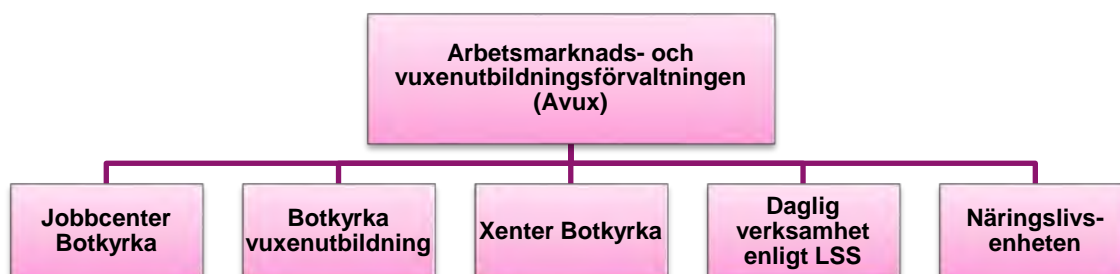 Arbetsmarknads- och
vuxenutbildningsförvaltningen
(Avux)
Jobbcenter
Botkyrka
Botkyrka
vuxenutbildning
Xenter Botkyrka
Daglig
verksamhet
enligt LSS
Näringslivs-
enheten